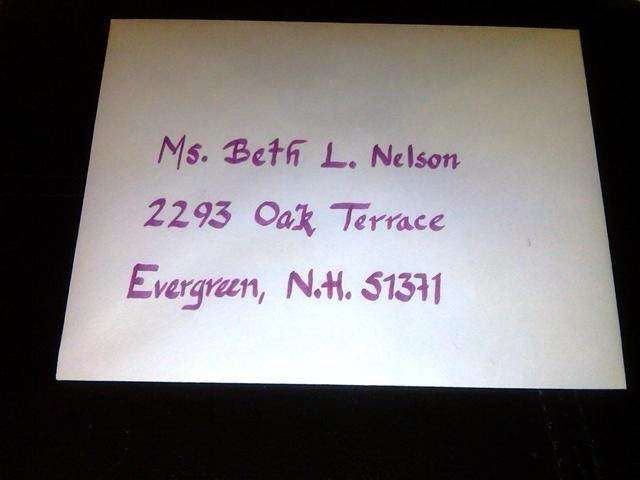 Ms. Beth L. Nelson
2293 Oak Terrace
Evergreen, N.H. 51371